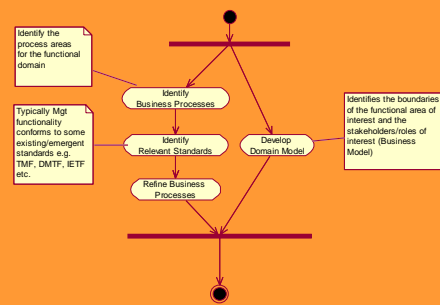 Identify the
process areas
for the functional
domain
Identify
Business Processes
Typically Mgt
functionality
conforms to some
existing/emergent
standards e.g.
TMF, DMTF, IETF
etc.
Identify
Relevant Standards
Develop
Domain Model
Identifies the boundaries
of the functional area of
interest and the
stakeholders/roles of
interest (Business
Model)
Refine Business
Processes